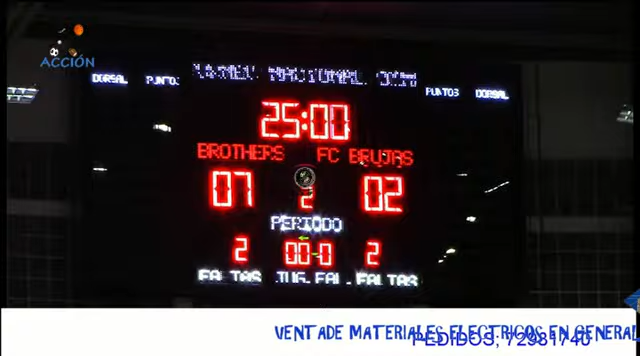 ACCIÓN
DORSAL PUNTOS
PUNTOS DORSAL
25:00
BROTHERS FC BRUJAS
07 2 02
PERIODO
2 00-0 2
FALTAS JUG.FAL. FALTAS
VENTA DE MATERIALES ELECTRICOS EN GENERAL
PEDIDOS; 72981740